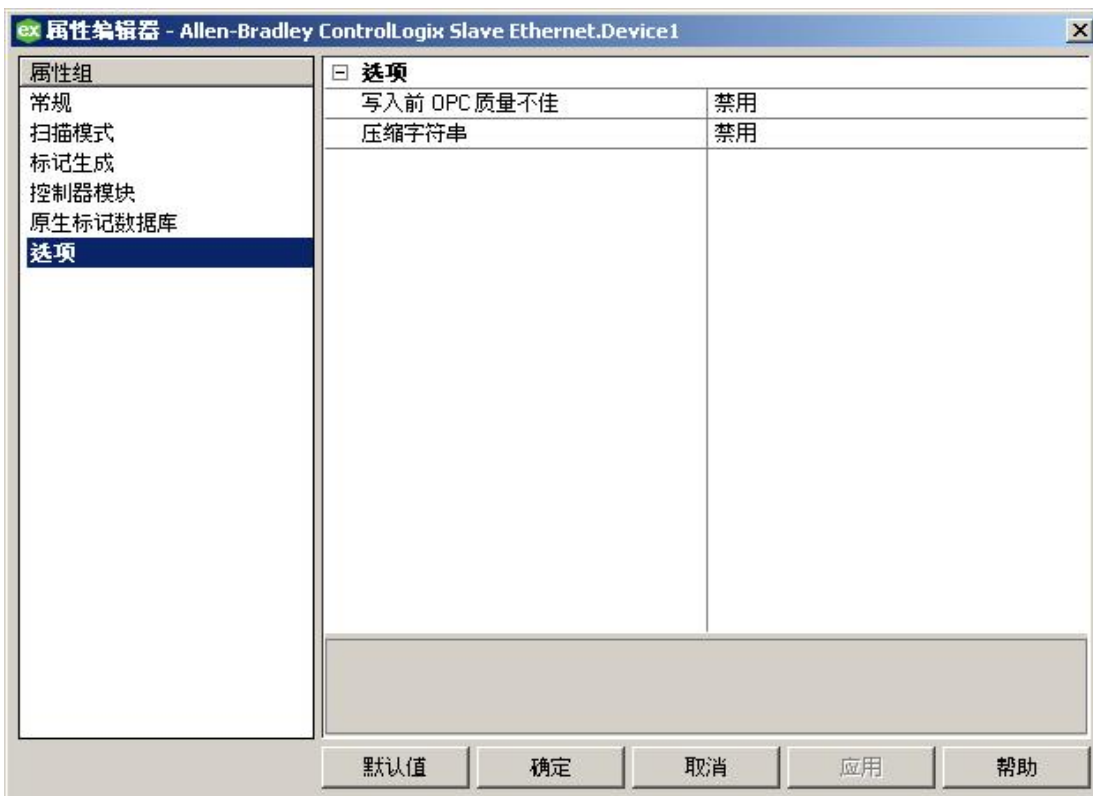 ex 属性编辑器 - Allen-Bradley ControlLogix Slave Ethernet.Device1
属性组
常规
扫描模式
标记生成
控制器模块
原生标记数据库
选项
选项
写入前 OPC 质量不佳 禁用
压缩字符串 禁用
默认值 确定 取消 应用 帮助